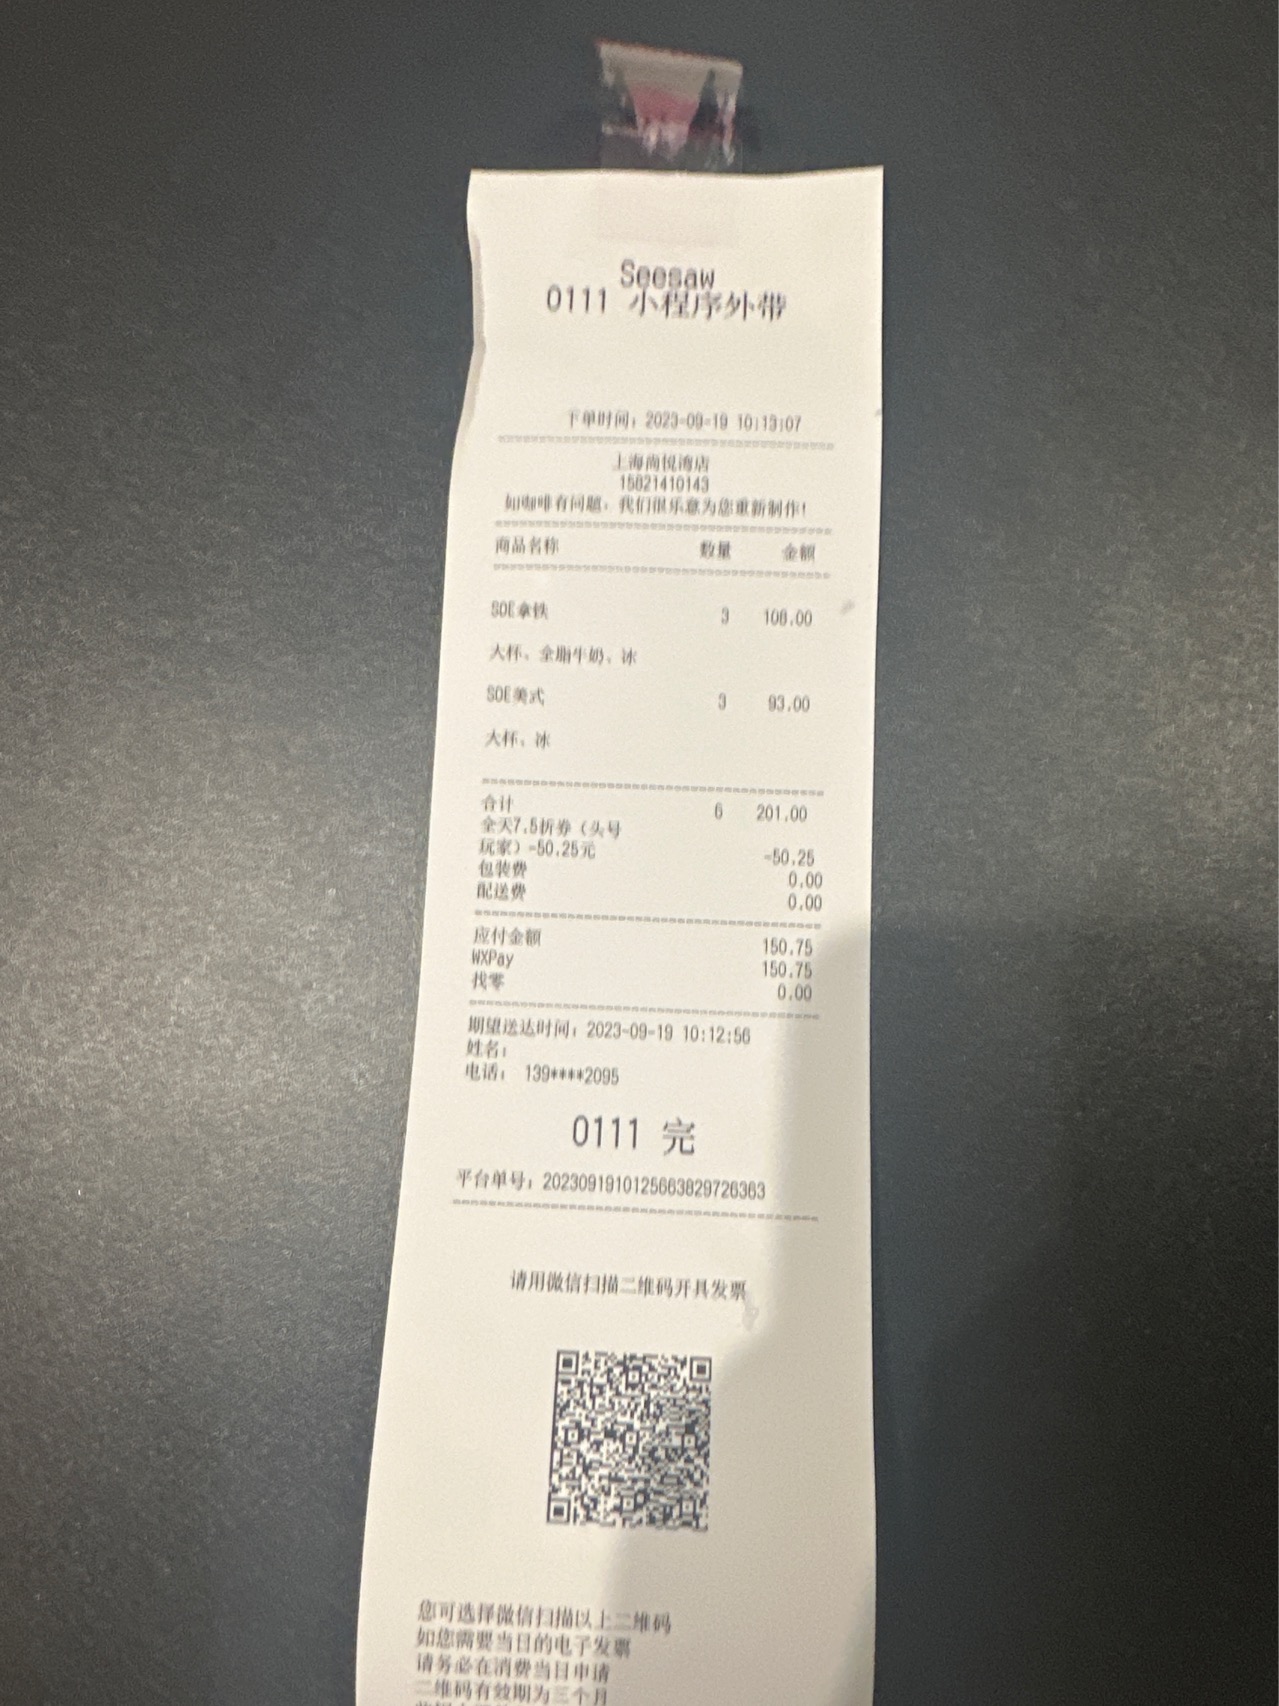 Seesaw
0111 小程序外带
下单时间：2023-09-19 10:13:07
上海尚悦湾店
15821410143
如咖啡有问题，我们很乐意为您重新制作！
商品名称 数量 金额
SOE拿铁 3 108.00
大杯、全脂牛奶、冰
SOE美式 3 93.00
大杯、冰
合计 6 201.00
全天7.5折券（头号
玩家）-50.25元 -50.25
包装费 0.00
配送费 0.00
应付金额 150.75
WXPay 150.75
找零 0.00
期望送达时间：2023-09-19 10:12:56
姓名：
电话： 139****2095
0111 完
平台单号：2023091910125663829726363
请用微信扫描二维码开具发票
您可选择微信扫描以上二维码
如您需要当日的电子发票
请务必在消费当日申请
二维码有效期为三个月